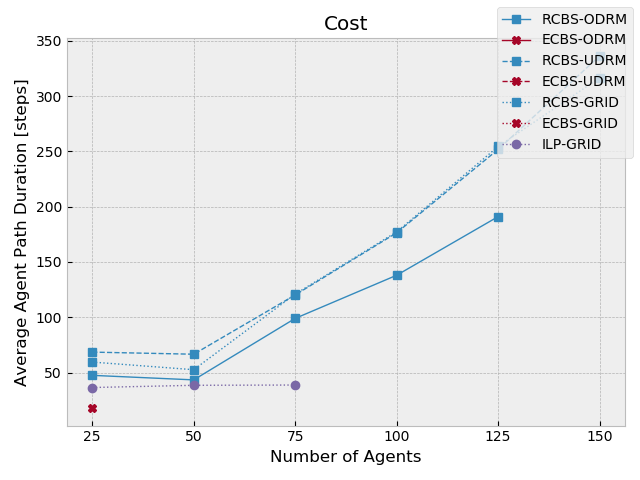 Cost
RCBS-ODRM
ECBS-ODRM
RCBS-UDRM
ECBS-UDRM
RCBS-GRID
ECBS-GRID
ILP-GRID
Average Agent Path Duration [steps]
350
300
250
200
150
100
50
25 50 75 100 125 150
Number of Agents